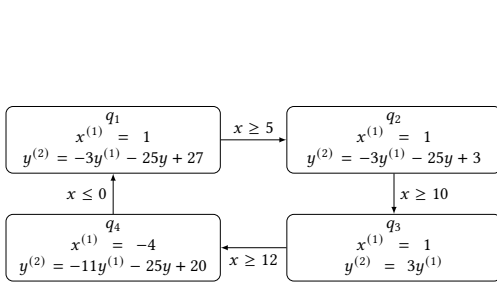 q₁
x⁽¹⁾ = 1
y⁽²⁾ = −3y⁽¹⁾ − 25y + 27
x ≥ 5
q₂
x⁽¹⁾ = 1
y⁽²⁾ = −3y⁽¹⁾ − 25y + 3
x ≤ 0
x ≥ 10
q₄
x⁽¹⁾ = −4
y⁽²⁾ = −11y⁽¹⁾ − 25y + 20
x ≥ 12
q₃
x⁽¹⁾ = 1
y⁽²⁾ = 3y⁽¹⁾